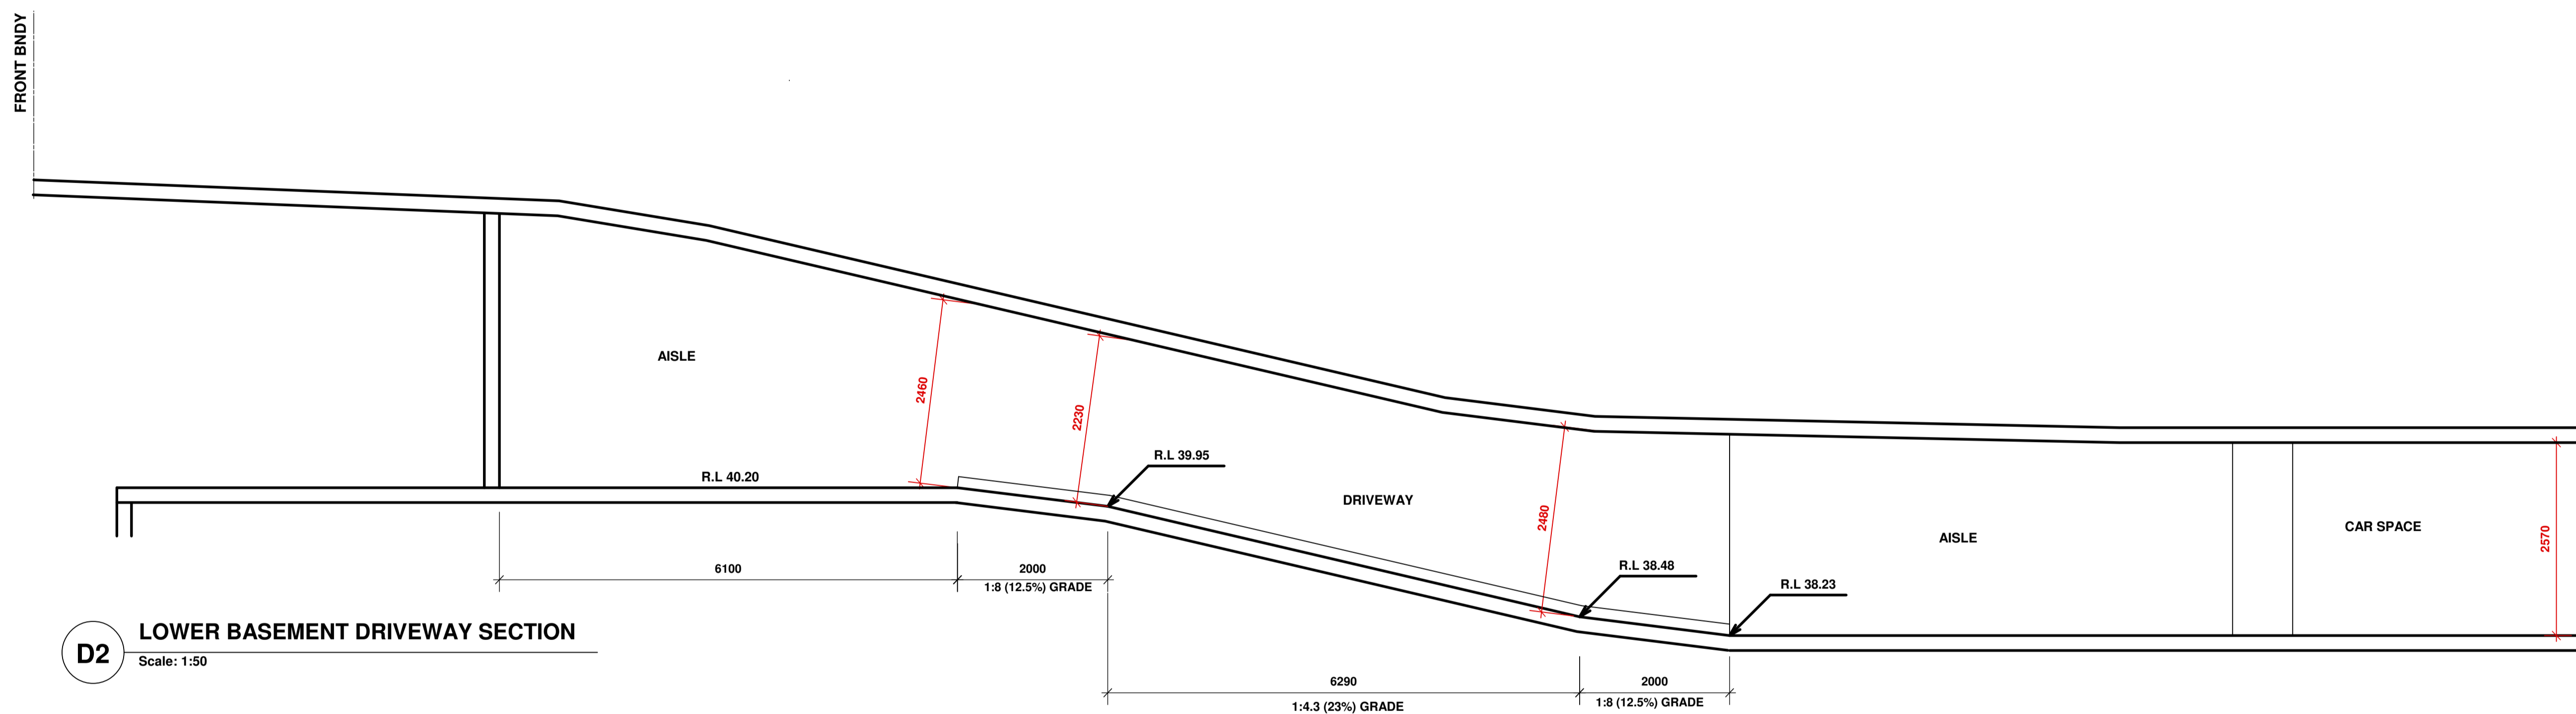 FRONT BNDY
AISLE
2460
2230
R.L 40.20
R.L 39.95
DRIVEWAY
2480
AISLE
CAR SPACE
2570
R.L 38.48
R.L 38.23
6100
2000
1:8 (12.5%) GRADE
D2
LOWER BASEMENT DRIVEWAY SECTION
Scale: 1:50
6290
1:4.3 (23%) GRADE
2000
1:8 (12.5%) GRADE